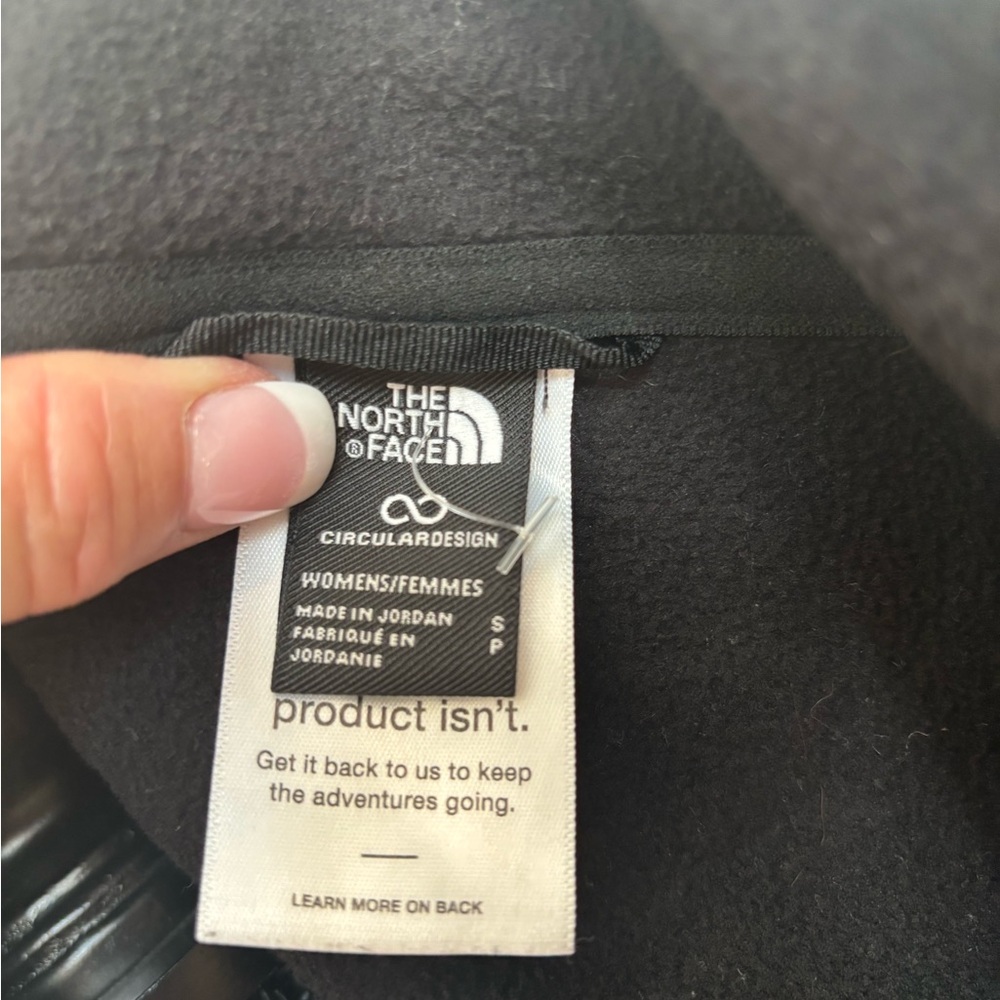 THE
NORTH
® FACE
CIRCULARDESIGN
WOMENS/FEMMES
MADE IN JORDAN S
FABRIQUÉ EN P
JORDANIE
product isn't.
Get it back to us to keep
the adventures going.
LEARN MORE ON BACK